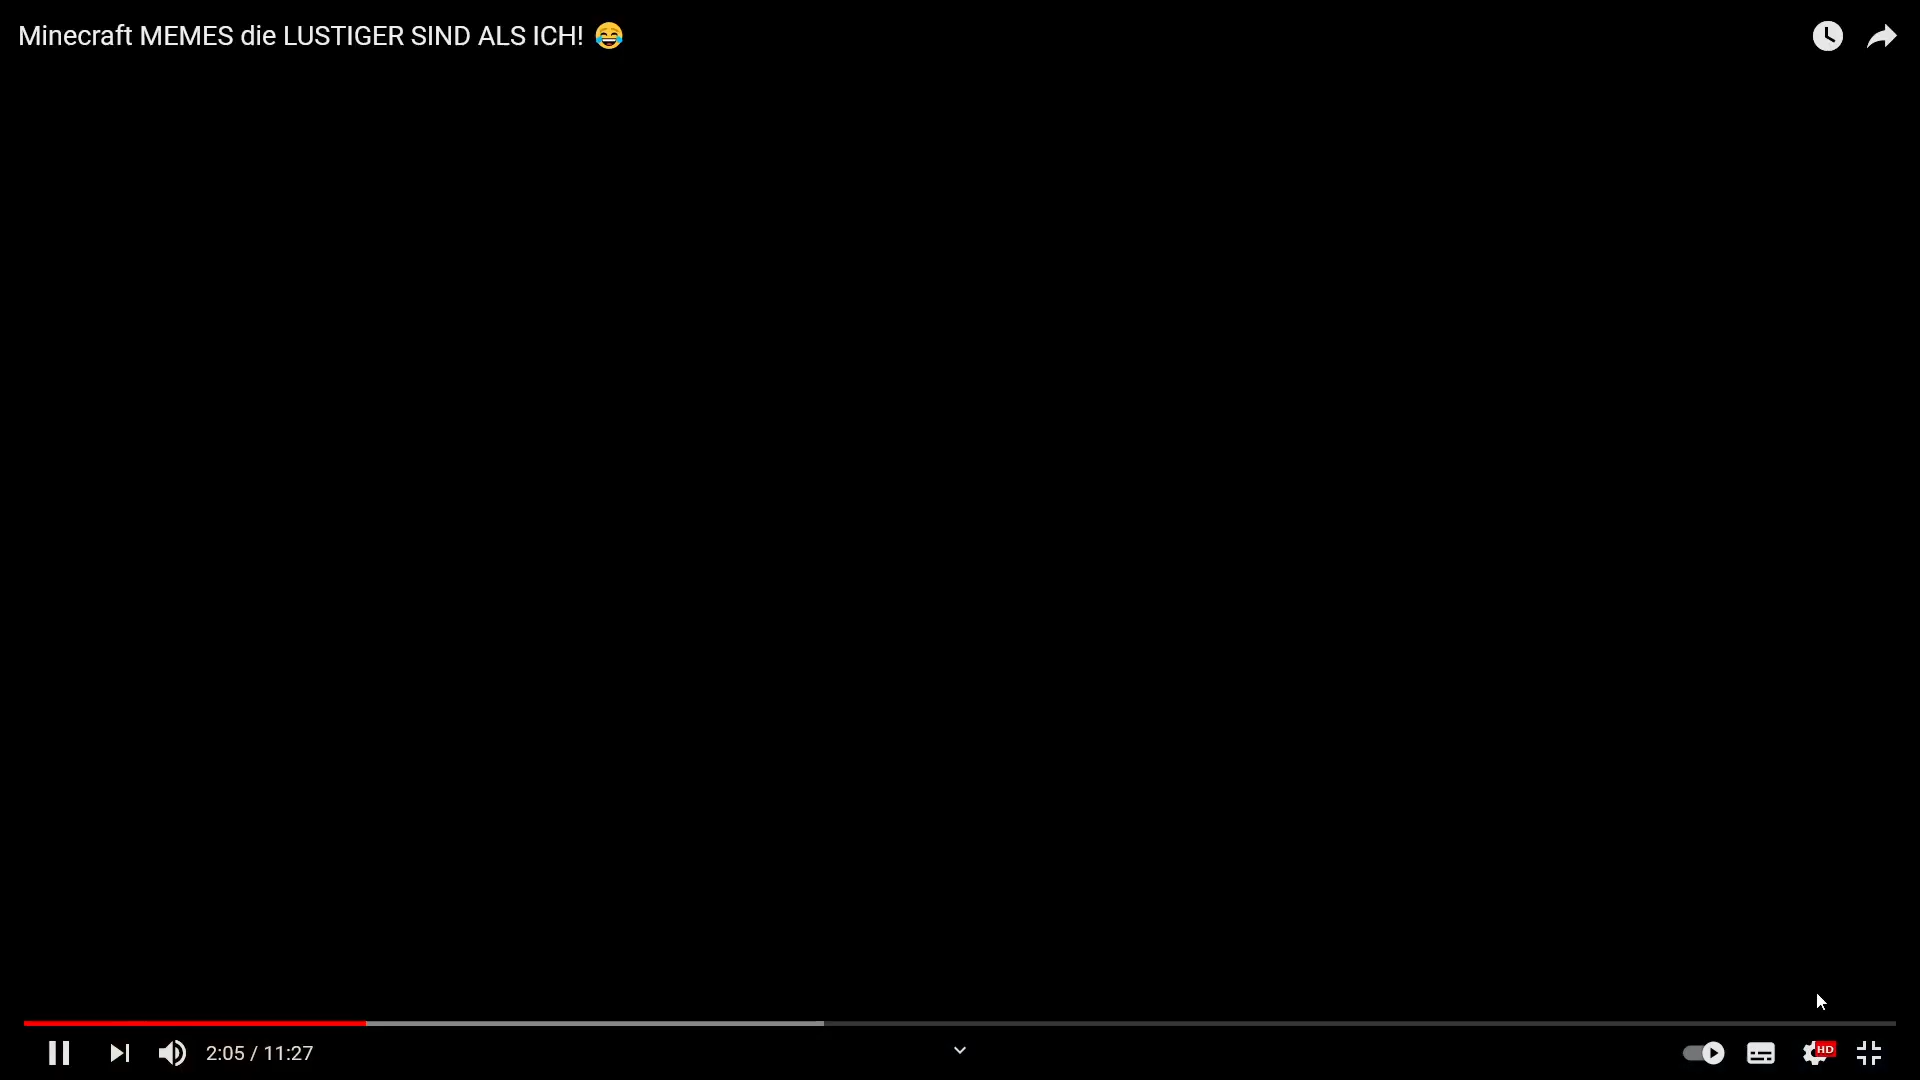 Minecraft MEMES die LUSTIGER SIND ALS ICH! 😂
2:05 / 11:27
HD